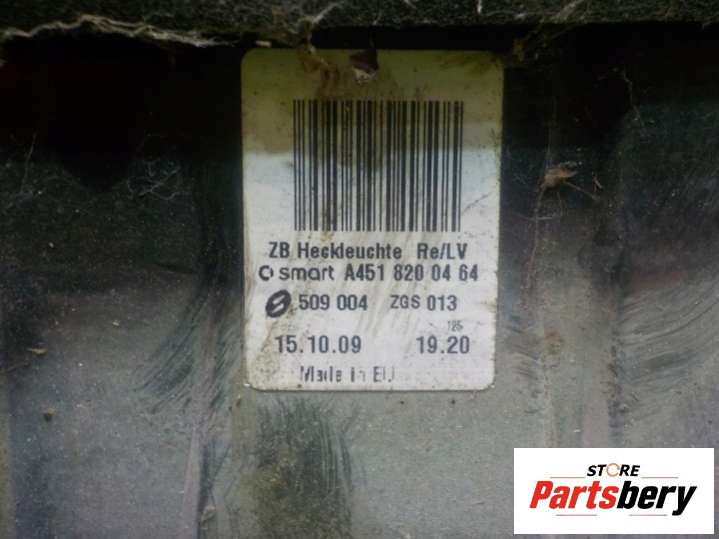 ZB Heckleuchte Re/LV
smart A451 820 04 64
509 004 ZGS 013
125
15.10.09 19.20
Made in EU
STORE
Partsbery